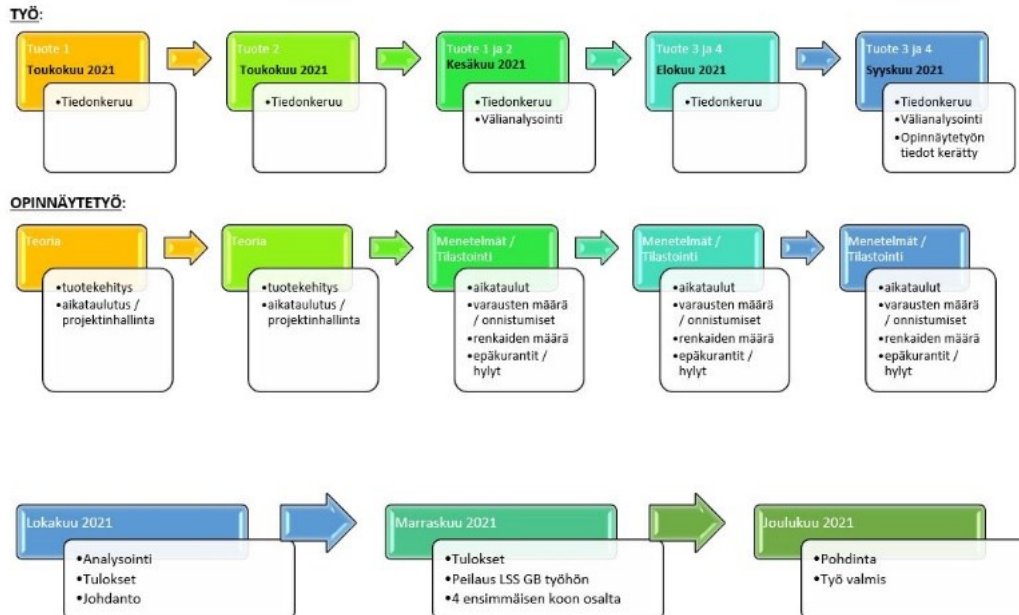 TYÖ:
Tuote 1
Toukokuu 2021
•Tiedonkeruu
Tuote 2
Toukokuu 2021
•Tiedonkeruu
Tuote 1 ja 2
Kesäkuu 2021
•Tiedonkeruu
•Välianalysointi
Tuote 3 ja 4
Elokuu 2021
•Tiedonkeruu
Tuote 3 ja 4
Syyskuu 2021
•Tiedonkeruu
•Välianalysointi
•Opinnäytetyön
tiedot kerätty
OPINNÄYTETYÖ:
Teoria
•tuotekehitys
•aikataulutus /
projektinhallinta
Teoria
•tuotekehitys
•aikataulutus /
projektinhallinta
Menetelmät /
Tilastointi
•aikataulut
•varausten määrä
/ onnistumiset
•renkaiden määrä
•epäkurantit /
hylyt
Menetelmät /
Tilastointi
•aikataulut
•varausten määrä
/ onnistumiset
•renkaiden määrä
•epäkurantit /
hylyt
Menetelmät /
Tilastointi
•aikataulut
•varausten määrä
/ onnistumiset
•renkaiden määrä
•epäkurantit /
hylyt
Lokakuu 2021
•Analysointi
•Tulokset
•Johdanto
Marraskuu 2021
•Tulokset
•Peilaus LSS GB työhön
•4 ensimmäisen koon osalta
Joulukuu 2021
•Pohdinta
•Työ valmis